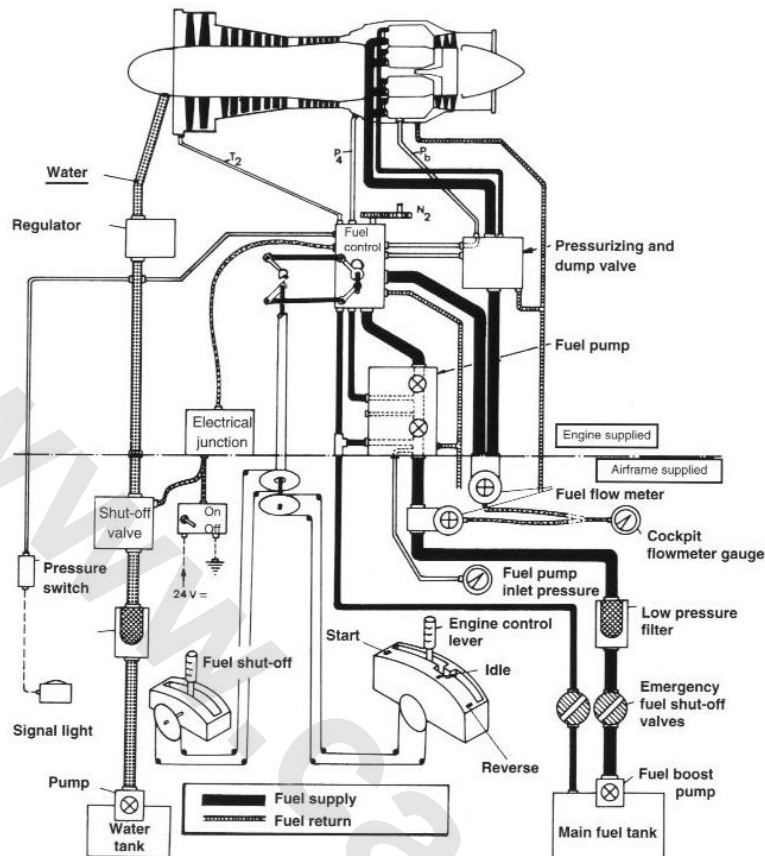 T2
P4
Pb
N2
Water
Regulator
Fuel
control
Pressurizing and
dump valve
Fuel pump
Electrical
junction
Engine supplied
Airframe supplied
Fuel flow meter
Shut-off
valve
On
Off
Cockpit
flowmeter gauge
Pressure
switch
24 V =
Fuel pump
inlet pressure
Engine control
lever
Low pressure
filter
Start
Fuel shut-off
Idle
Emergency
fuel shut-off
valves
Signal light
Reverse
Pump
Fuel boost
pump
Fuel supply
Fuel return
Water
tank
Main fuel tank
www.ca